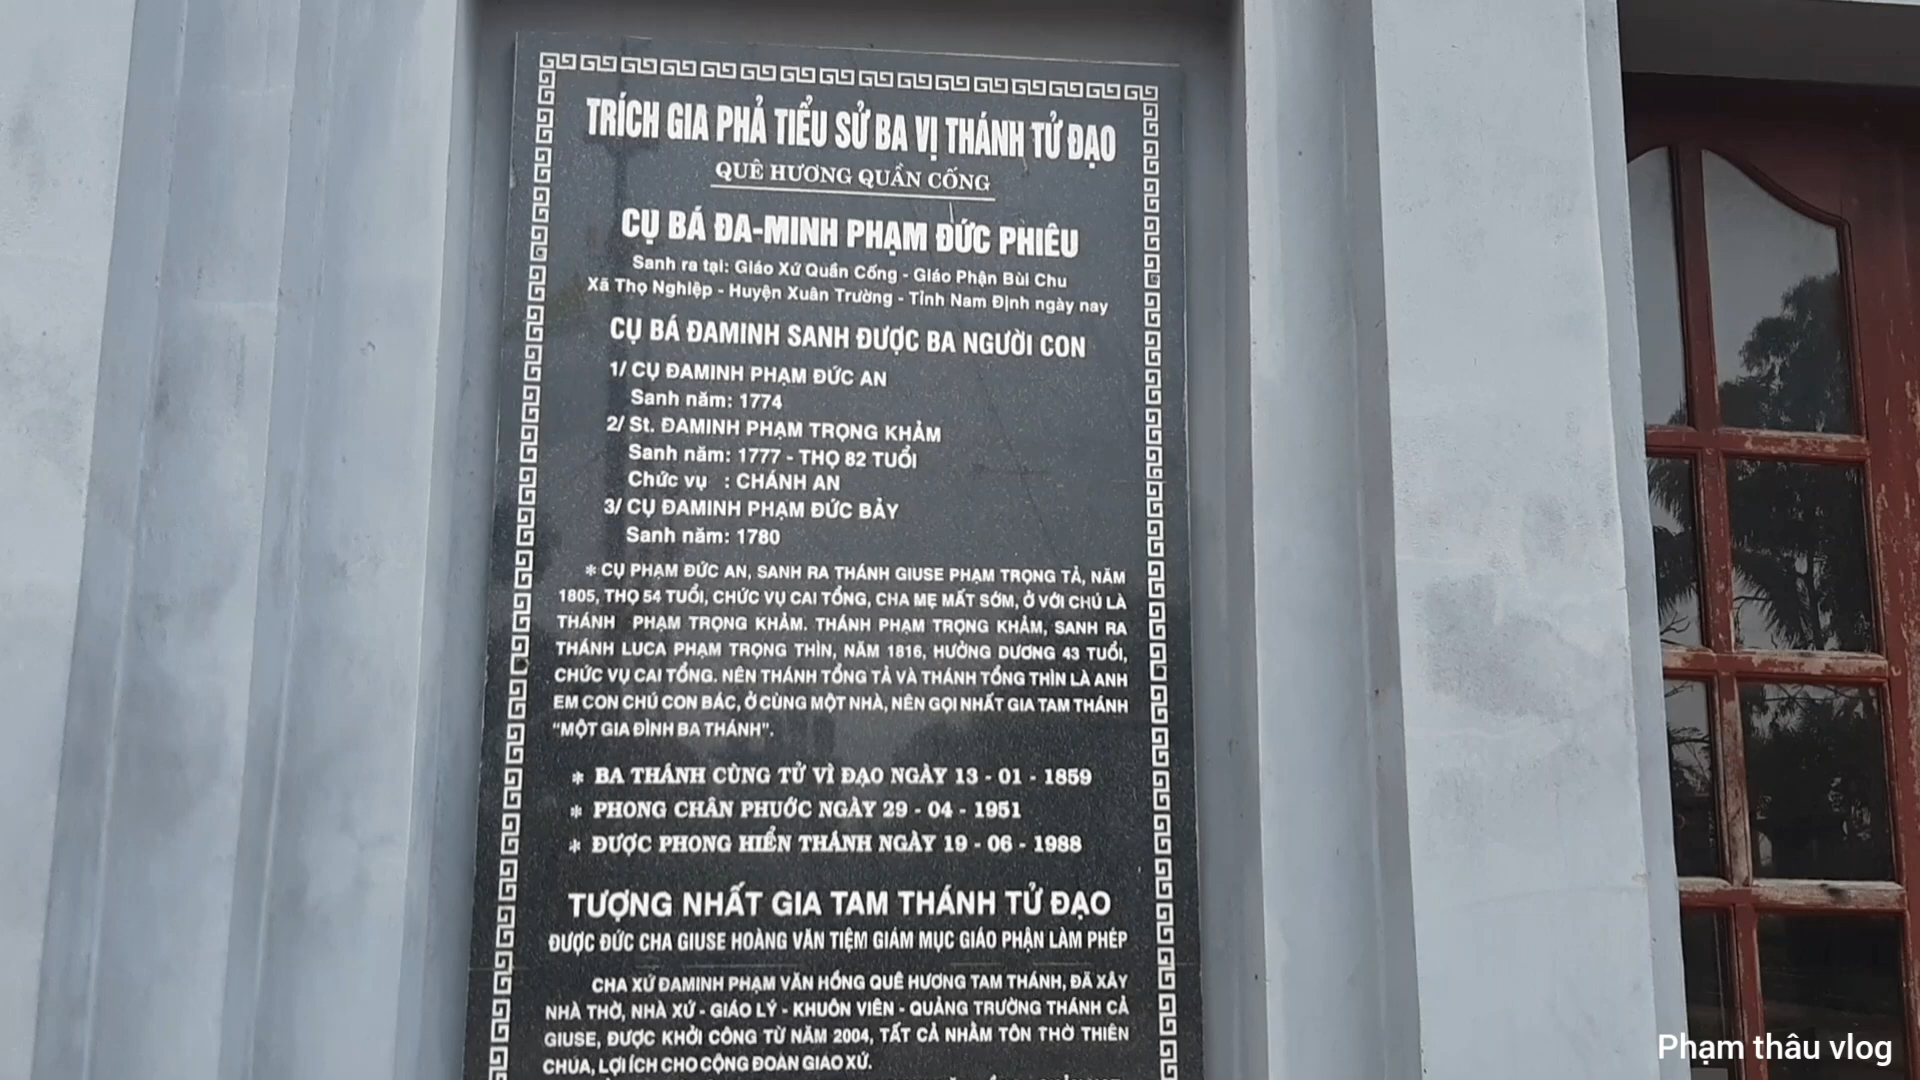 TRÍCH GIA PHẢ TIỂU SỬ BA VỊ THÁNH TỬ ĐẠO
QUÊ HƯƠNG QUẦN CỐNG
CỤ BÁ ĐA-MINH PHẠM ĐỨC PHIÊU
Sanh ra tại: Giáo Xứ Quần Cống - Giáo Phận Bùi Chu
Xã Thọ Nghiệp - Huyện Xuân Trường - Tỉnh Nam Định ngày nay
CỤ BÁ ĐAMINH SANH ĐƯỢC BA NGƯỜI CON
1/ CỤ ĐAMINH PHẠM ĐỨC AN
Sanh năm: 1774
2/ St. ĐAMINH PHẠM TRỌNG KHẢM
Sanh năm: 1777 - THỌ 82 TUỔI
Chức vụ : CHÁNH AN
3/ CỤ ĐAMINH PHẠM ĐỨC BẢY
Sanh năm: 1780
* CỤ PHẠM ĐỨC AN, SANH RA THÁNH GIUSE PHẠM TRỌNG TẢ, NĂM
1805, THỌ 54 TUỔI, CHỨC VỤ CAI TỔNG, CHA MẸ MẤT SỚM, Ở VỚI CHÚ LÀ
THÁNH PHẠM TRỌNG KHẢM. THÁNH PHẠM TRỌNG KHẢM, SANH RA
THÁNH LUCA PHẠM TRỌNG THÌN, NĂM 1816, HƯỞNG DƯƠNG 43 TUỔI,
CHỨC VỤ CAI TỔNG. NÊN THÁNH TỔNG TẢ VÀ THÁNH TỔNG THÌN LÀ ANH
EM CON CHÚ CON BÁC, Ở CÙNG MỘT NHÀ, NÊN GỌI NHẤT GIA TAM THÁNH
“MỘT GIA ĐÌNH BA THÁNH”.
* BA THÁNH CÙNG TỬ VÌ ĐẠO NGÀY 13 - 01 - 1859
* PHONG CHÂN PHUỚC NGÀY 29 - 04 - 1951
* ĐƯỢC PHONG HIỂN THÁNH NGÀY 19 - 06 - 1988
TƯỢNG NHẤT GIA TAM THÁNH TỬ ĐẠO
ĐƯỢC ĐỨC CHA GIUSE HOÀNG VĂN TIỆM GIÁM MỤC GIÁO PHẬN LÀM PHÉP
CHA XỨ ĐAMINH PHẠM VĂN HỒNG QUÊ HƯƠNG TAM THÁNH, ĐÃ XÂY
NHÀ THỜ, NHÀ XỨ - GIÁO LÝ - KHUÔN VIÊN - QUẢNG TRƯỜNG THÁNH CẢ
GIUSE, ĐƯỢC KHỞI CÔNG TỪ NĂM 2004, TẤT CẢ NHẰM TÔN THỜ THIÊN
CHÚA, LỢI ÍCH CHO CỘNG ĐOÀN GIÁO XỨ.
Phạm thâu vlog